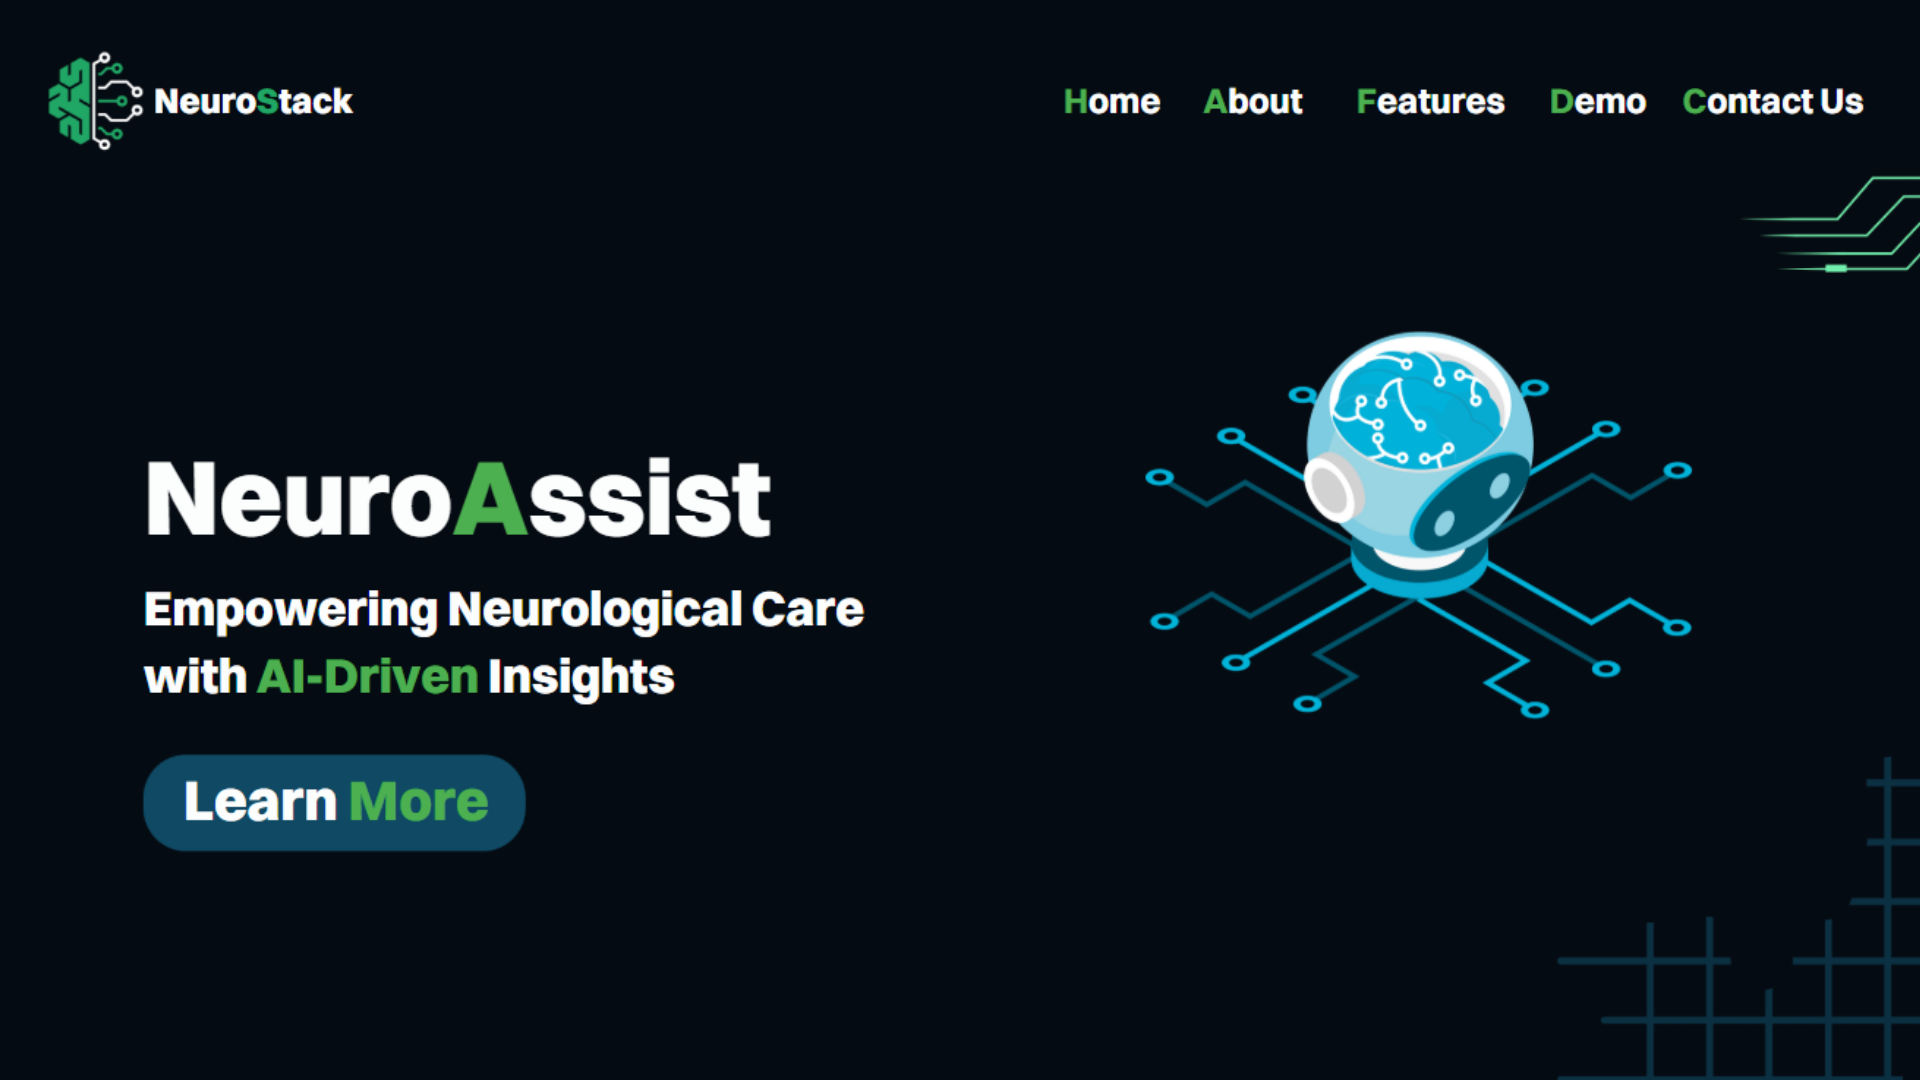 NeuroStack
Home About Features Demo Contact Us
NeuroAssist
Empowering Neurological Care
with AI-Driven Insights
Learn More